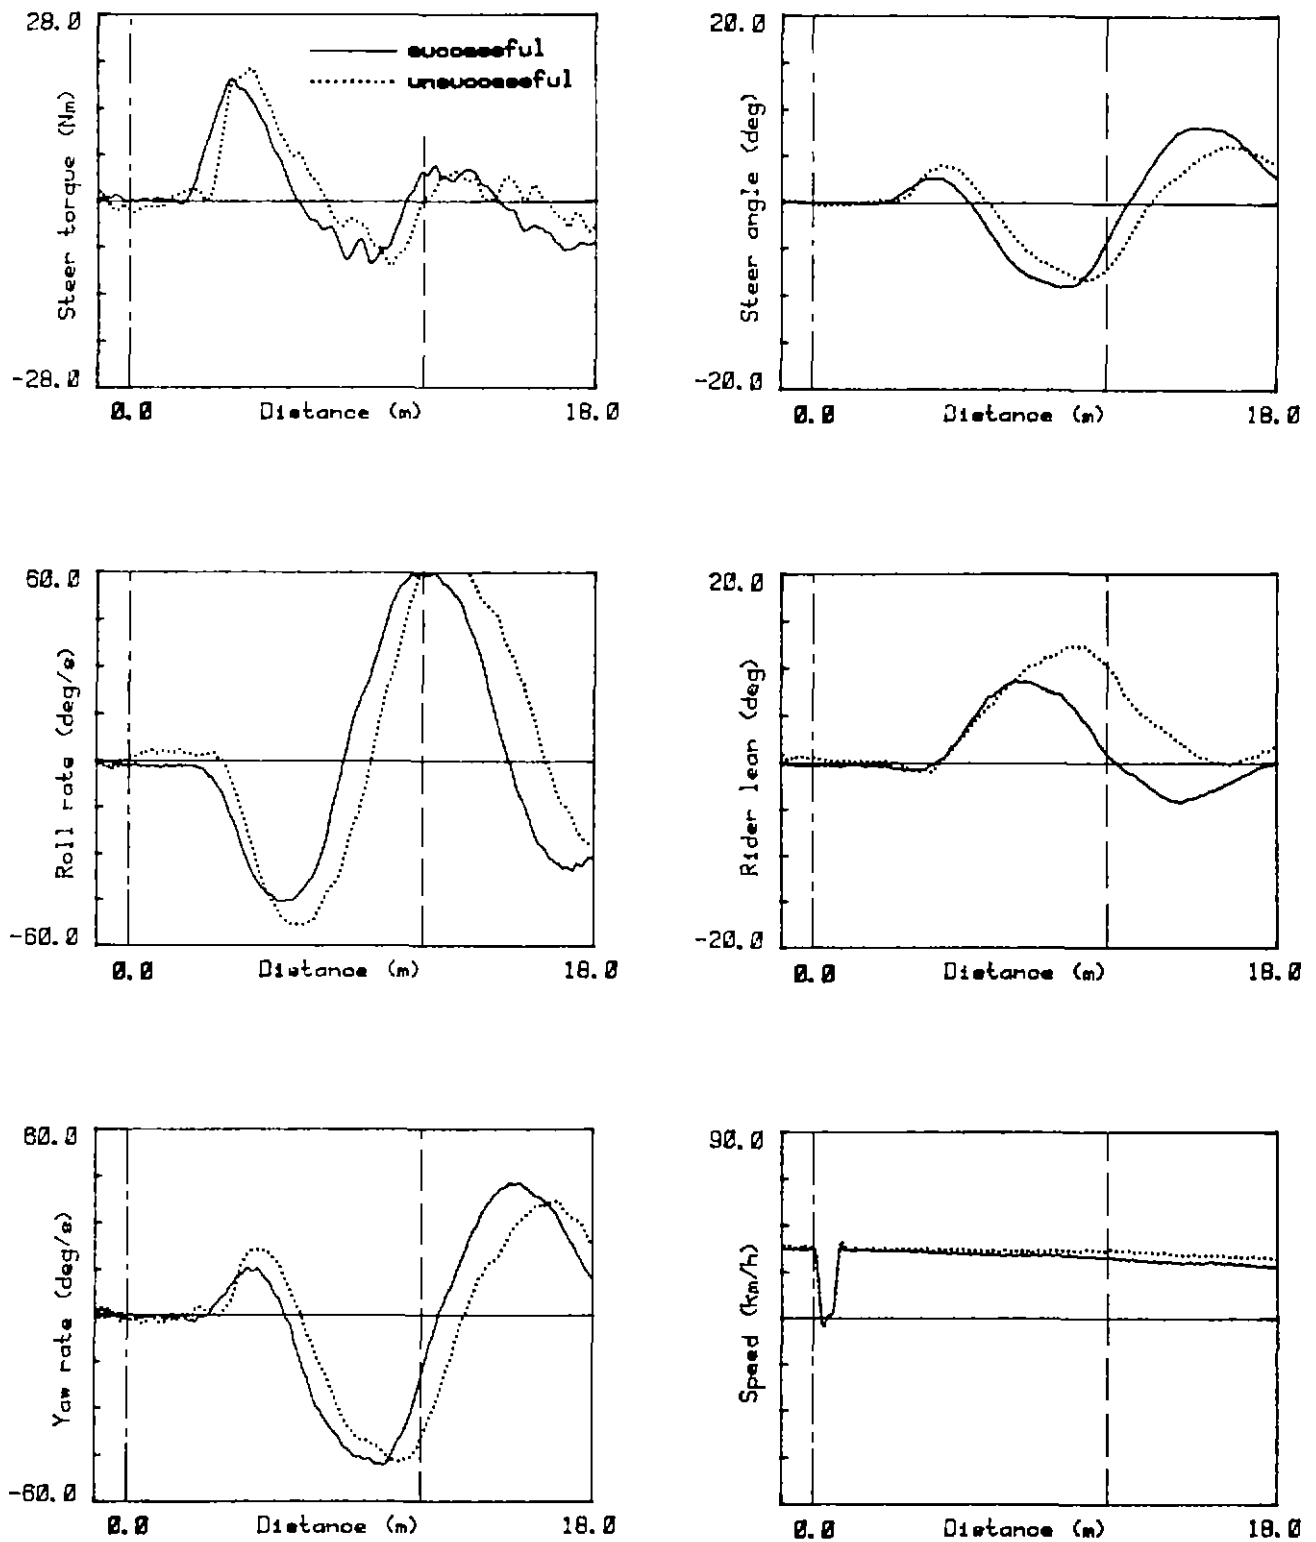 28.0
successful
unsuccessful
Steer torque (Nm)
-28.0
0.0 Distance (m) 18.0
20.0
Steer angle (deg)
-20.0
0.0 Distance (m) 18.0
60.0
Roll rate (deg/s)
-60.0
0.0 Distance (m) 18.0
20.0
Rider lean (deg)
-20.0
0.0 Distance (m) 18.0
60.0
Yaw rate (deg/s)
-60.0
0.0 Distance (m) 18.0
90.0
Speed (km/h)
0.0 Distance (m) 18.0